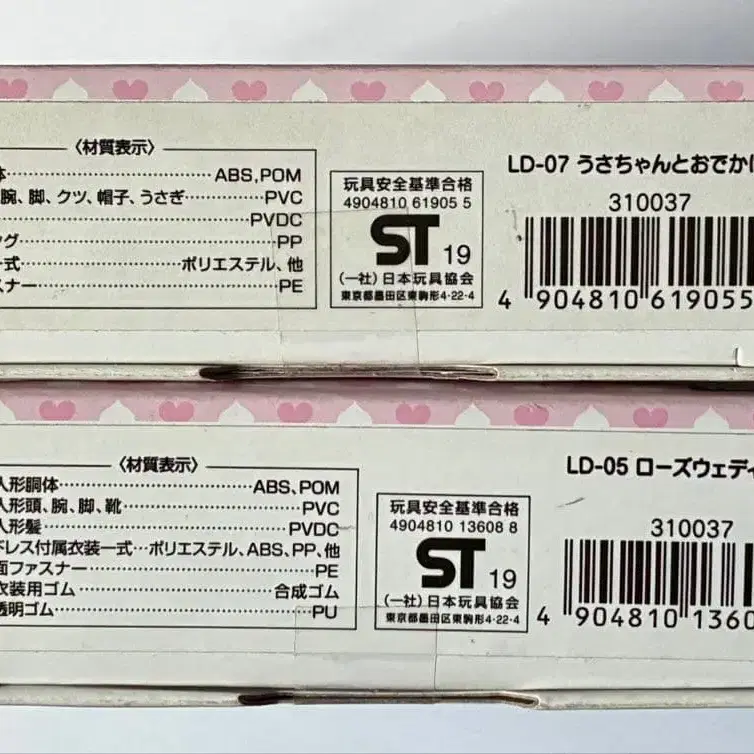 〈材質表示〉
体 ABS,POM
腕、脚、クツ、帽子、うさぎ PVC
PVDC
グ PP
一式 ポリエステル、他
スナー PE
玩具安全基準合格
4904810 61905 5
ST 19
(一社)日本玩具協会
東京都墨田区東駒形4-22-4
LD-07 うさちゃんとおでかけ
310037
4 904810 619055
〈材質表示〉
人形胴体 ABS、POM
人形頭、腕、脚、靴 PVC
人形髪 PVDC
ドレス付属衣装一式…ポリエステル、ABS、PP、他
面ファスナー PE
衣装用ゴム 合成ゴム
透明ゴム PU
玩具安全基準合格
4904810 13608 8
ST 19
(一社)日本玩具協会
東京都墨田区東駒形4-22-4
LD-05 ローズウェディ
310037
4 904810 1360